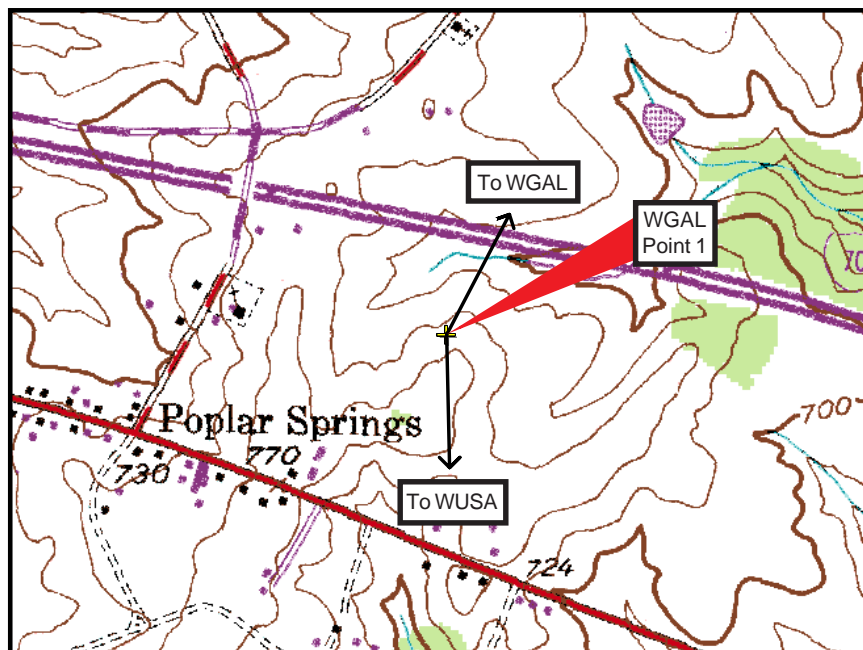 To WGAL
WGAL
Point 1
Poplar Springs
770
730
700
To WUSA
724